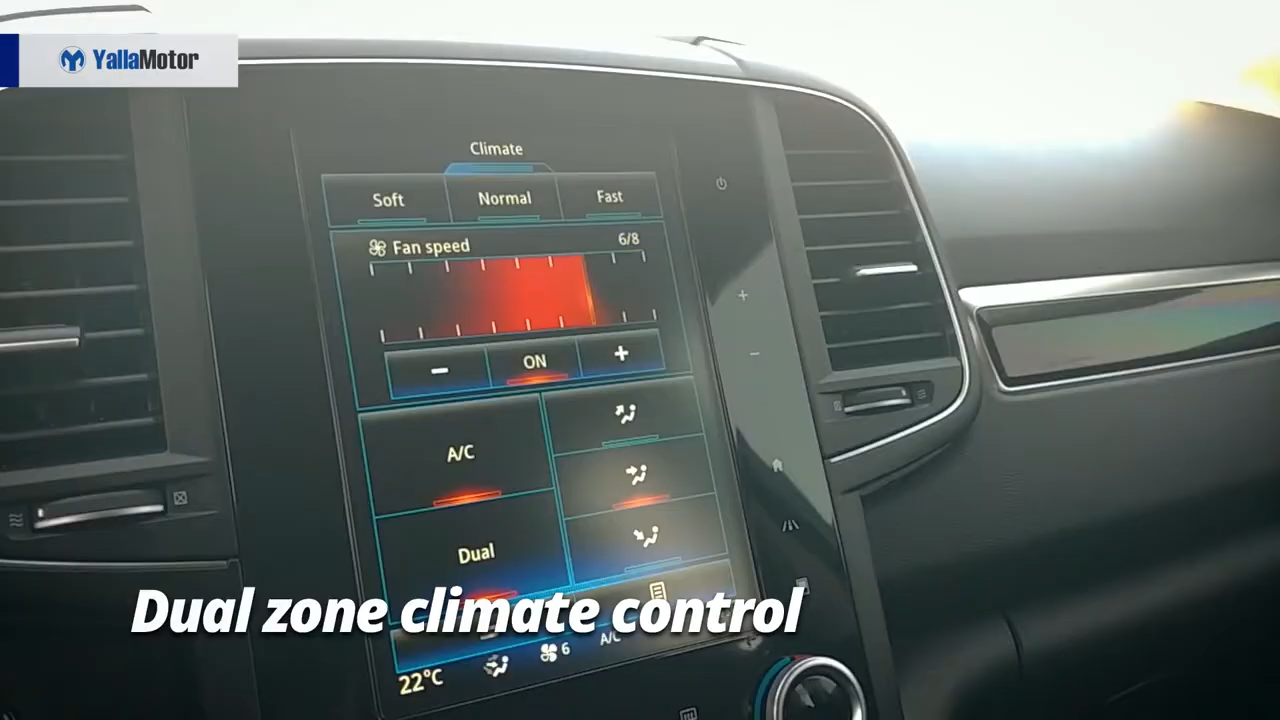 YallaMotor
Climate
Soft
Normal
Fast
Fan speed
6/8
ON
A/C
Dual
Dual zone climate control
22°C
6
A/C